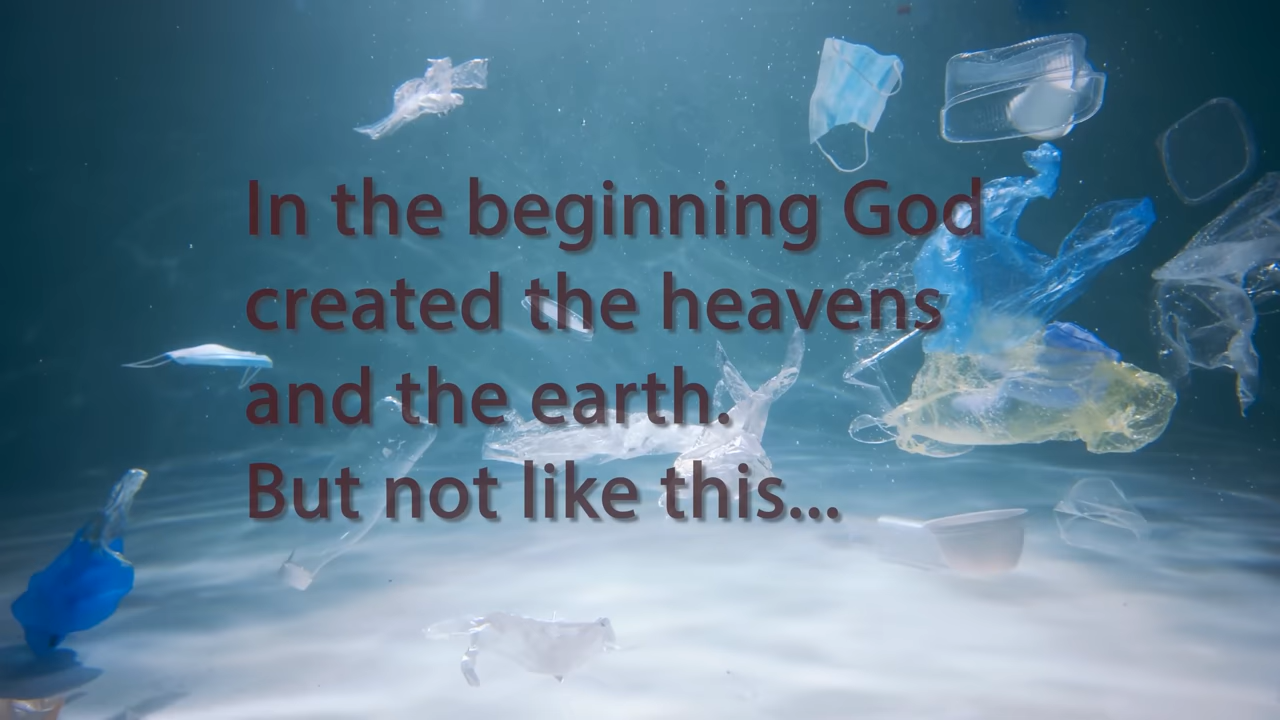 In the beginning God
created the heavens
and the earth.
But not like this...